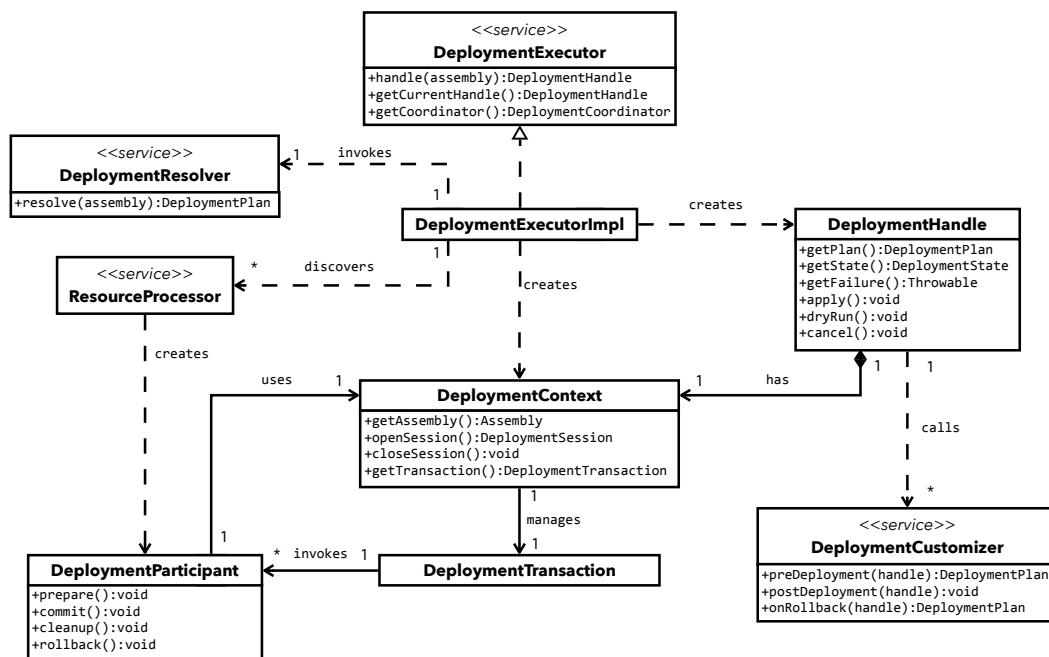 <<service>>
DeploymentExecutor
+handle(assembly):DeploymentHandle
+getCurrentHandle():DeploymentHandle
+getCoordinator():DeploymentCoordinator
<<service>>
DeploymentResolver
+resolve(assembly):DeploymentPlan
1
invokes
1
DeploymentExecutorImpl
creates
DeploymentHandle
+getPlan():DeploymentPlan
+getState():DeploymentState
+getFailure():Throwable
+apply():void
+dryRun():void
+cancel():void
1
*
discovers
<<service>>
ResourceProcessor
creates
creates
uses
1
DeploymentContext
+getAssembly():Assembly
+openSession():DeploymentSession
+closeSession():void
+getTransaction():DeploymentTransaction
1
has
1
1
calls
*
1
manages
1
<<service>>
DeploymentCustomizer
+preDeployment(handle):DeploymentPlan
+postDeployment(handle):void
+onRollback(handle):DeploymentPlan
1
* invokes 1
DeploymentParticipant
+prepare():void
+commit():void
+cleanup():void
+rollback():void
DeploymentTransaction